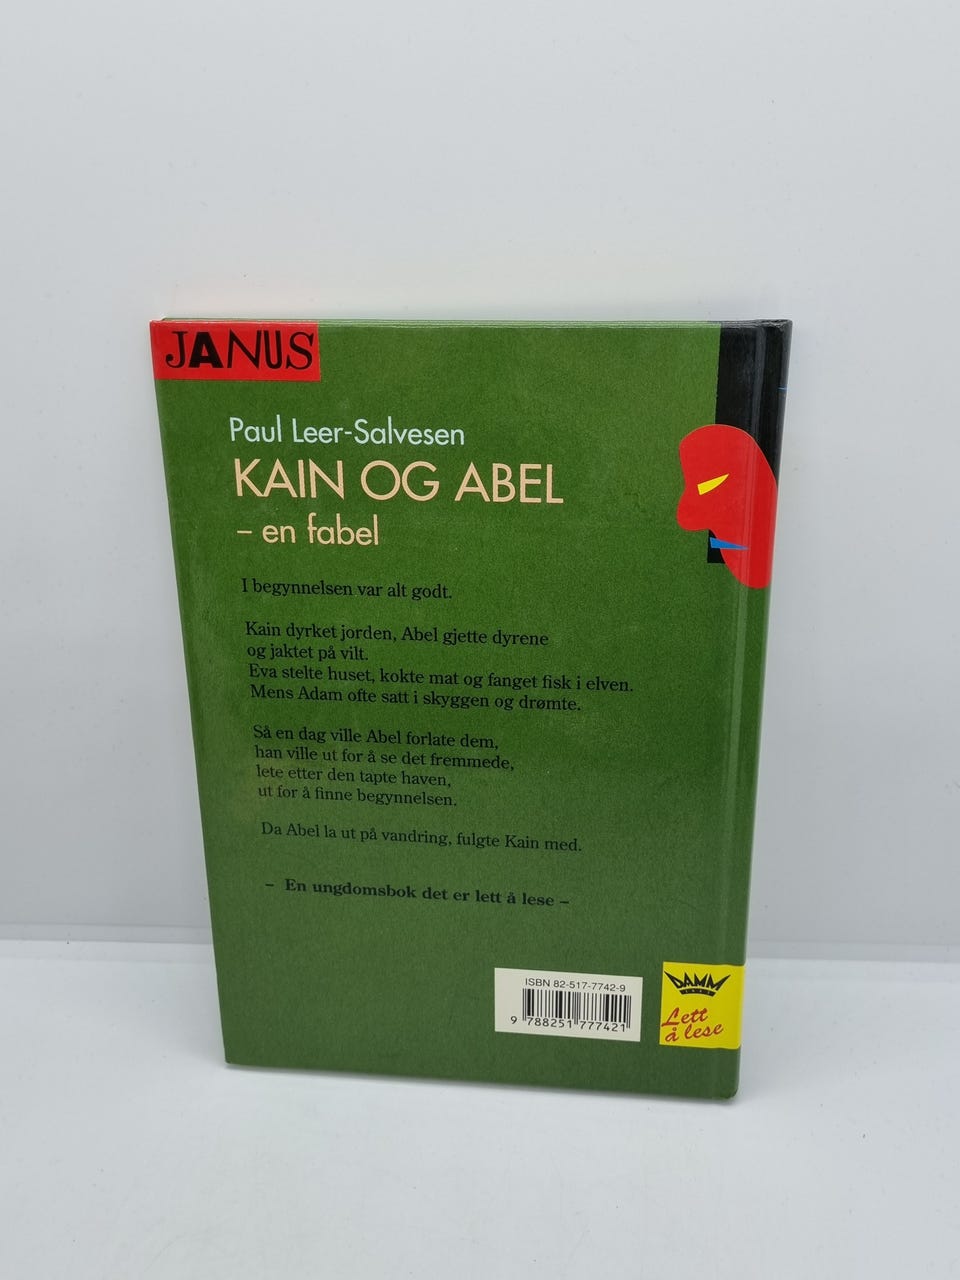 JANUS
Paul Leer-Salvesen
KAIN OG ABEL
– en fabel
I begynnelsen var alt godt.
Kain dyrket jorden, Abel gjette dyrene
og jaktet på vilt.
Eva stelte huset, kokte mat og fanget fisk i elven.
Mens Adam ofte satt i skyggen og drømte.
Så en dag ville Abel forlate dem,
han ville ut for å se det fremmede,
lete etter den tapte haven,
ut for å finne begynnelsen.
Da Abel la ut på vandring, fulgte Kain med.
– En ungdomsbok det er lett å lese –
ISBN 82-517-7742-9
9 788251 777421
DAMM
Lett
å lese